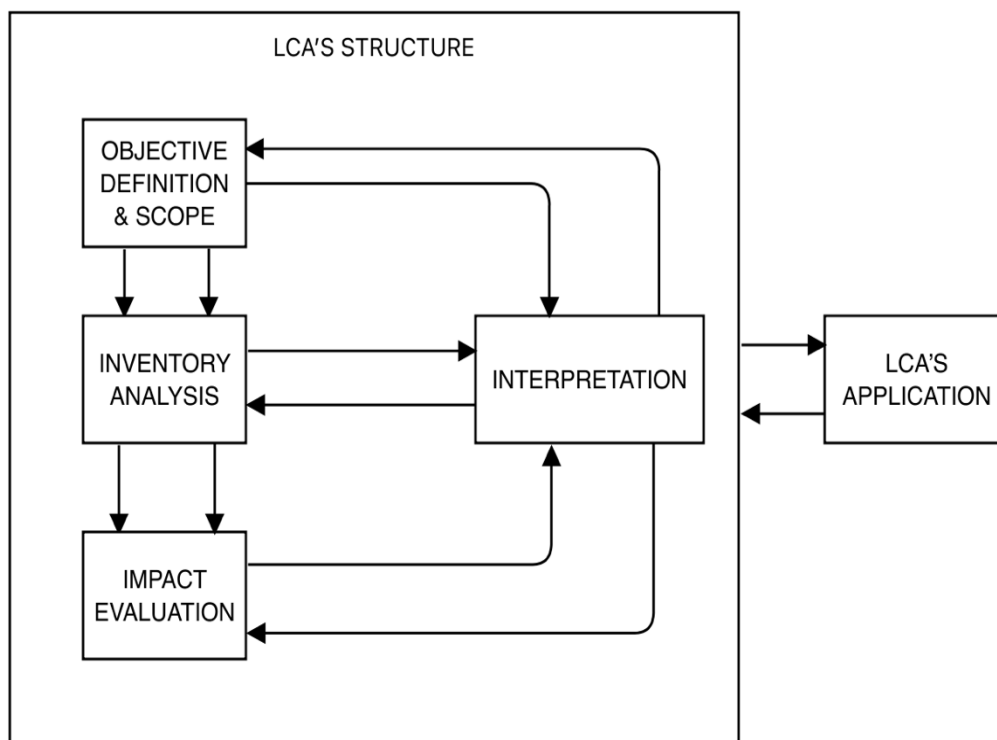 LCA'S STRUCTURE
OBJECTIVE
DEFINITION
& SCOPE
INVENTORY
ANALYSIS
INTERPRETATION
LCA'S
APPLICATION
IMPACT
EVALUATION